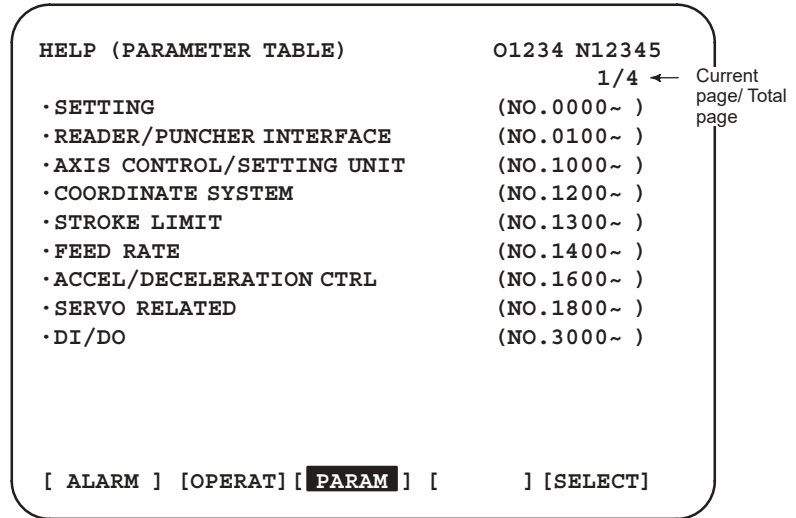 HELP (PARAMETER TABLE) O1234 N12345
1/4 ← Current page/ Total page
·SETTING (NO.0000~ )
·READER/PUNCHER INTERFACE (NO.0100~ )
·AXIS CONTROL/SETTING UNIT (NO.1000~ )
·COORDINATE SYSTEM (NO.1200~ )
·STROKE LIMIT (NO.1300~ )
·FEED RATE (NO.1400~ )
·ACCEL/DECELERATION CTRL (NO.1600~ )
·SERVO RELATED (NO.1800~ )
·DI/DO (NO.3000~ )
[ ALARM ] [OPERAT] [ PARAM ] [ ] [SELECT]